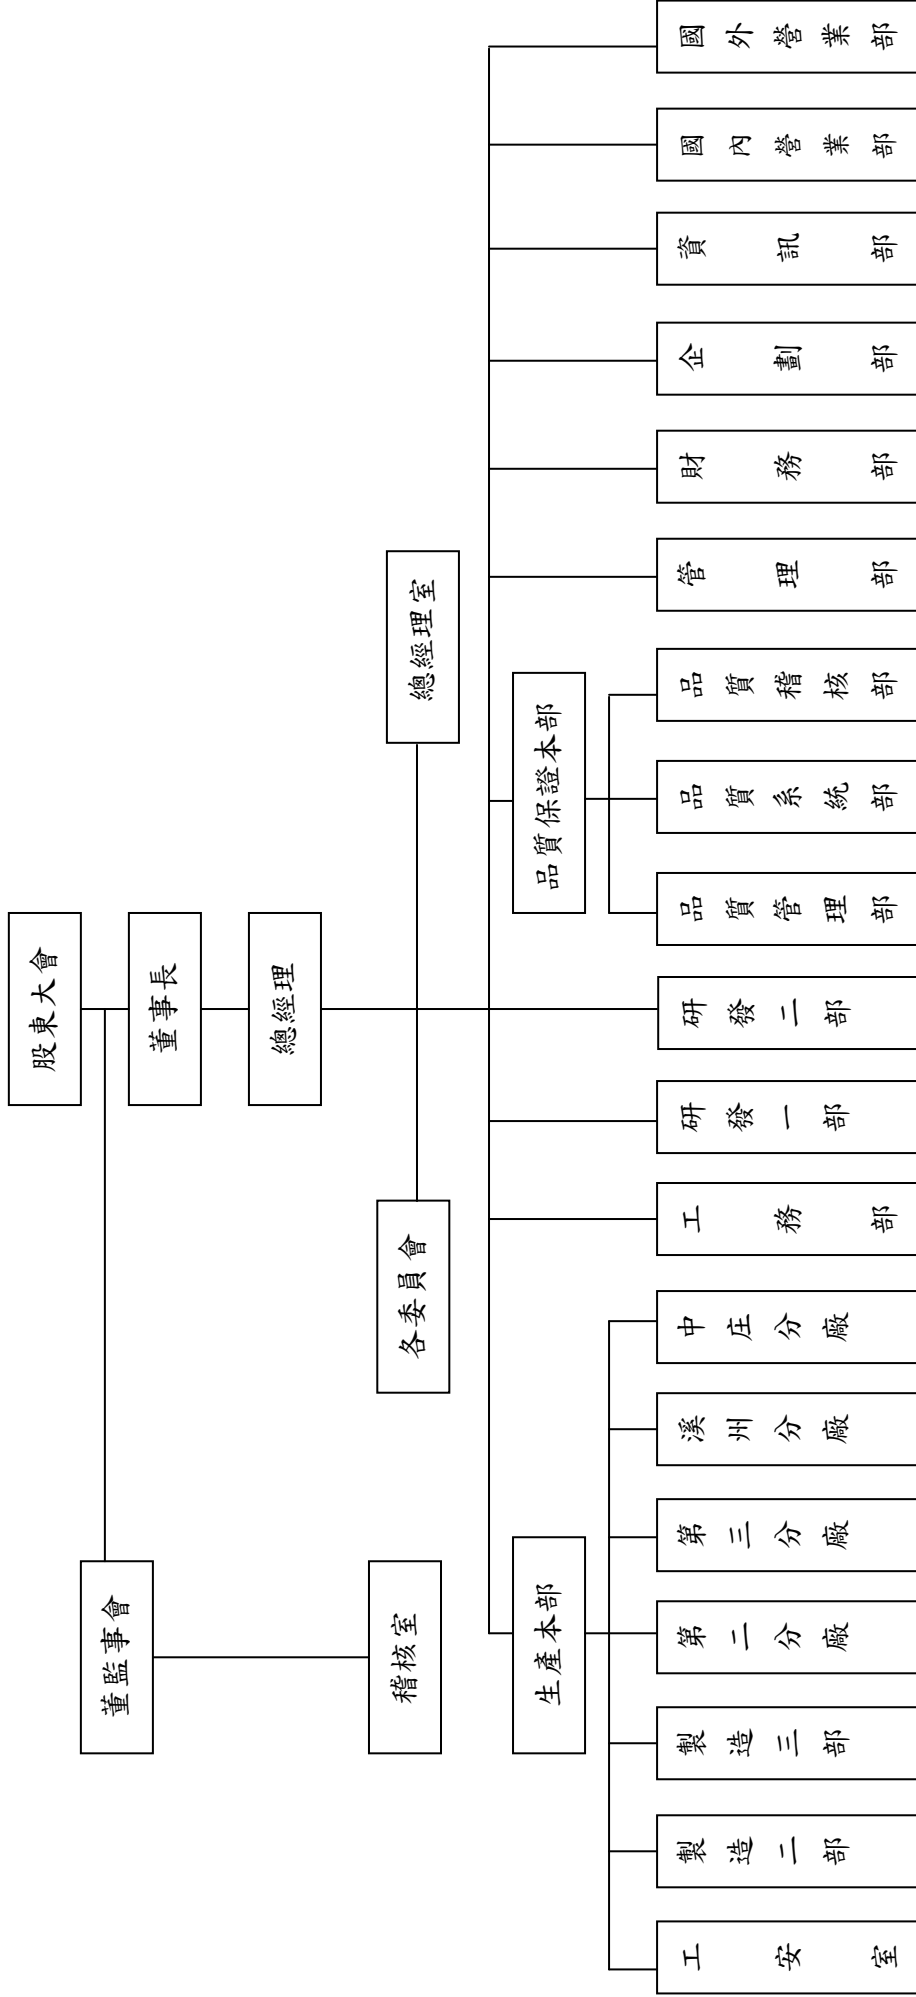 股東大會
董監事會
董事長
總經理
稽核室
各委員會
總經理室
生產本部
品質保證本部
工安室
製造二部
製造三部
第二分廠
第三分廠
溪州分廠
中庄分廠
工務部
研發一部
研發二部
品質管理部
品質系統部
品質稽核部
管理部
財務部
企劃部
資訊部
國內營業部
國外營業部